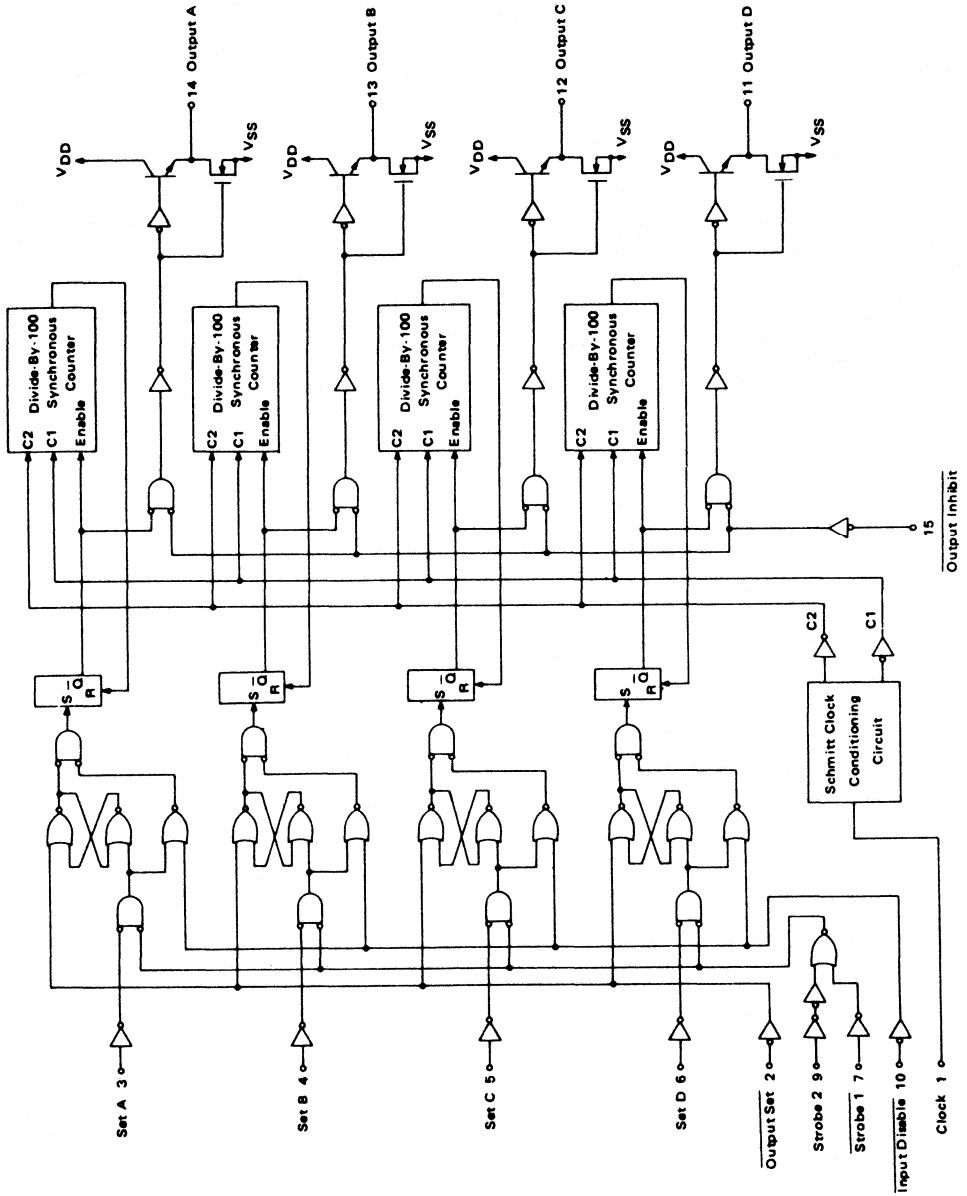 Set A 3
Set B 4
Set C 5
Set D 6
Output Set 2
Strobe 2 9
Strobe 1 7
Input Disable 10
Clock 1
S
Q
R
S
Q
R
S
Q
R
S
Q
R
Schmitt Clock
Conditioning
Circuit
C2
C1
C2
C1
Enable
Divide-By-100
Synchronous
Counter
C2
C1
Enable
Divide-By-100
Synchronous
Counter
C2
C1
Enable
Divide-By-100
Synchronous
Counter
C2
C1
Enable
Divide-By-100
Synchronous
Counter
15
Output Inhibit
VDD
14 Output A
VSS
VDD
13 Output B
VSS
VDD
12 Output C
VSS
VDD
11 Output D
VSS